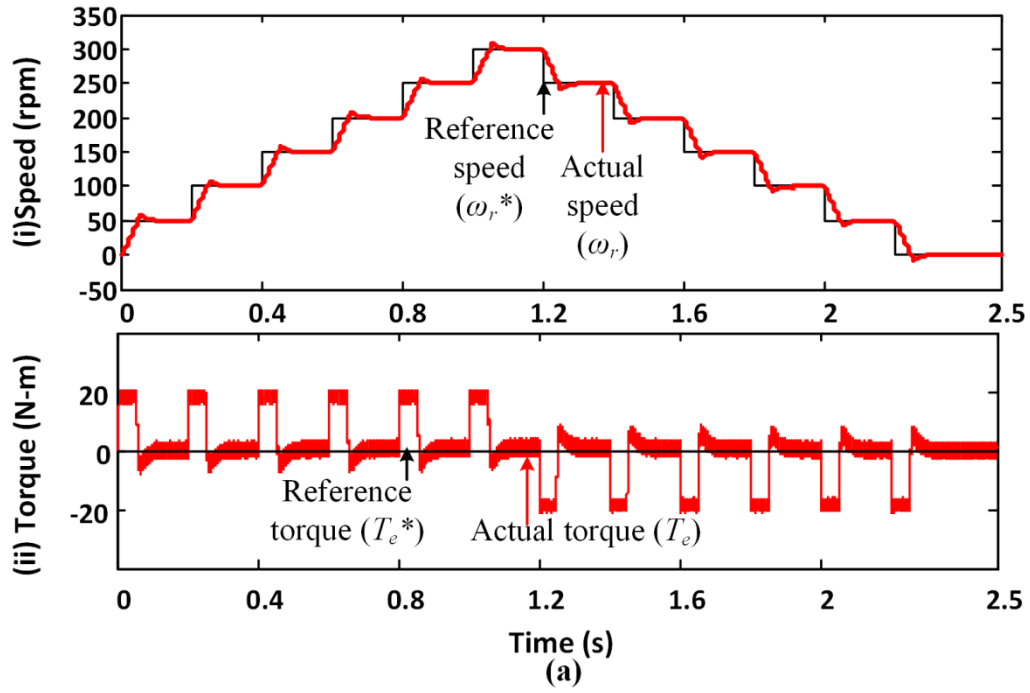 350
300
250
200
150
100
50
0
-50
(i)Speed (rpm)
Reference
speed
(ωr*)
Actual
speed
(ωr)
0 0.4 0.8 1.2 1.6 2 2.5
20
0
-20
(ii) Torque (N-m)
Reference
torque (Te*)
Actual torque (Te)
0 0.4 0.8 1.2 1.6 2 2.5
Time (s)
(a)